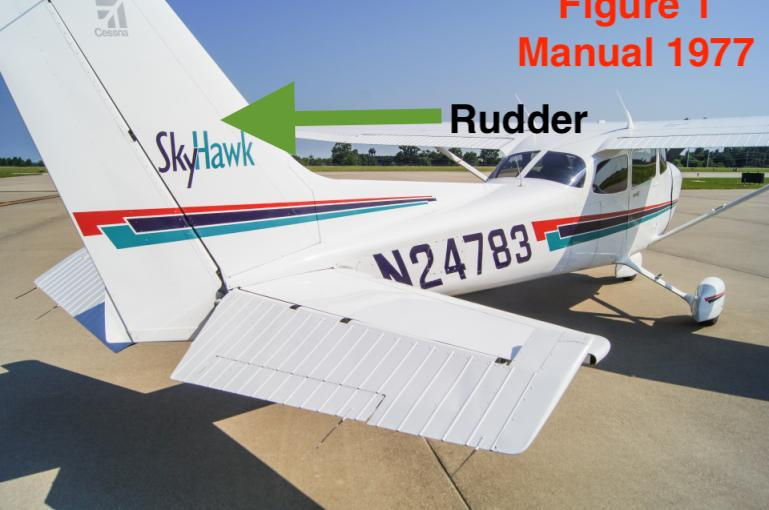 Figure 1
Manual 1977
Cessna
Rudder
SkyHawk
N24783